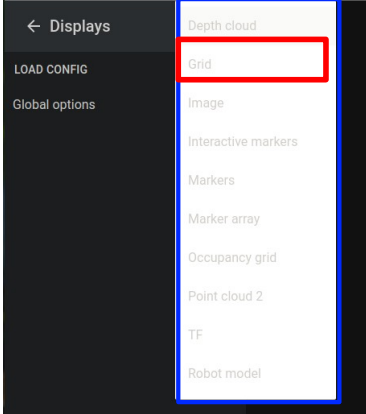 ← Displays
LOAD CONFIG
Global options
Depth cloud
Grid
Image
Interactive markers
Markers
Marker array
Occupancy grid
Point cloud 2
TF
Robot model